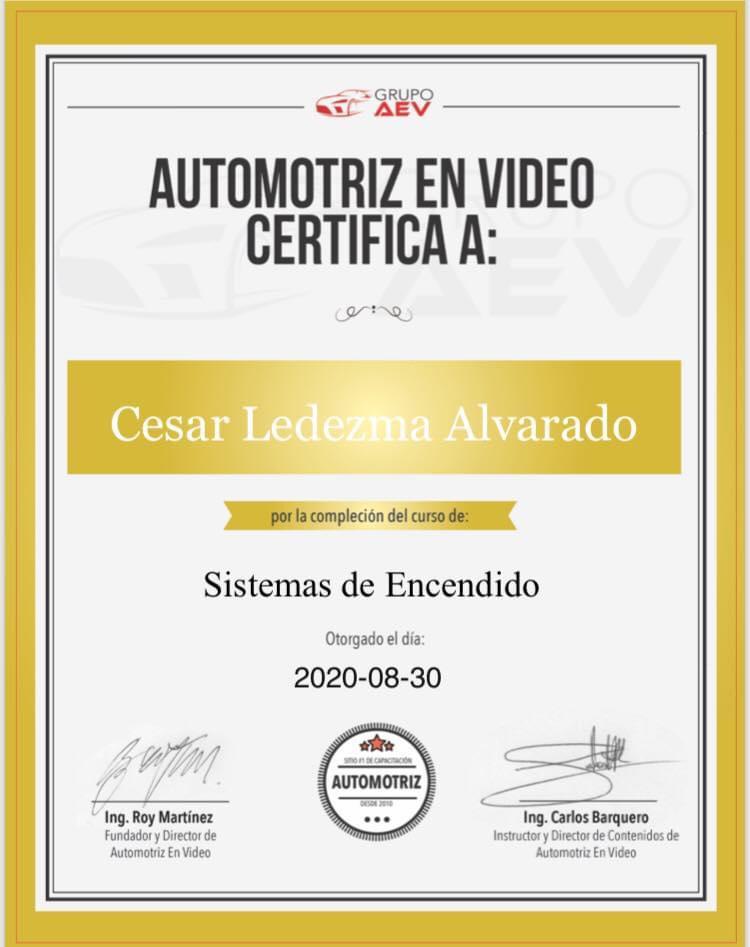 GRUPO
AEV
AUTOMOTRIZ EN VIDEO
CERTIFICA A:
Cesar Ledezma Alvarado
por la compleción del curso de:
Sistemas de Encendido
Otorgado el día:
2020-08-30
Ing. Roy Martínez
Fundador y Director de
Automotriz En Video
SITIO #1 DE CAPACITACIÓN
AUTOMOTRIZ
DESDE 2010
Ing. Carlos Barquero
Instructor y Director de Contenidos de
Automotriz En Video